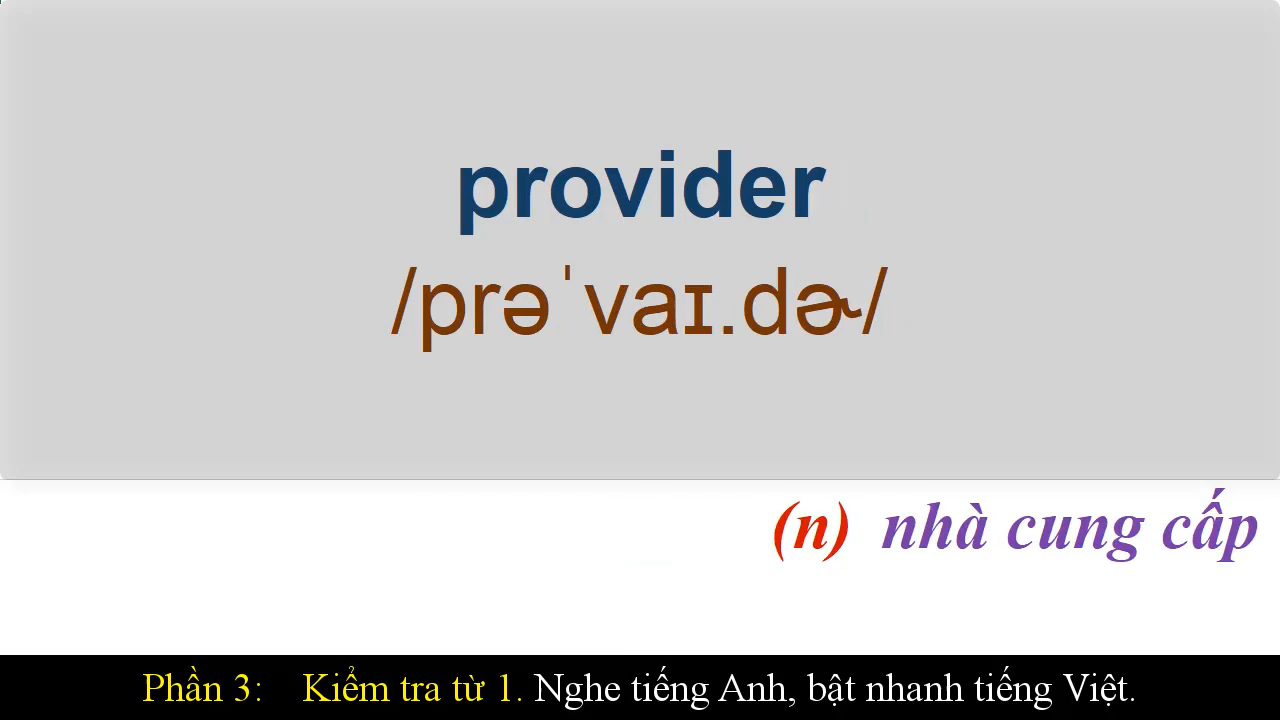 provider
/prəˈvaɪ.dɚ/
(n) nhà cung cấp
Phần 3: Kiểm tra từ 1. Nghe tiếng Anh, bật nhanh tiếng Việt.